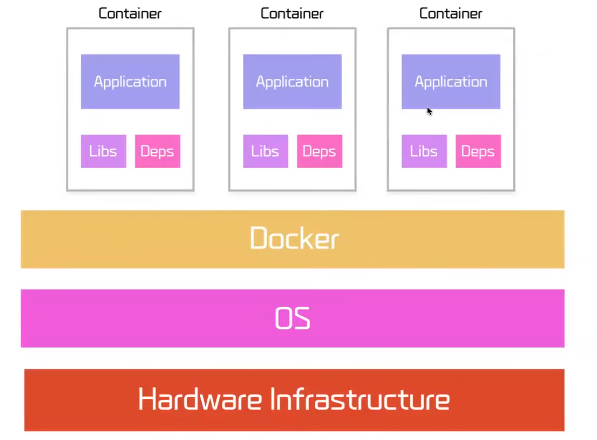 Container Container Container
Application Application Application
Libs Deps Libs Deps Libs Deps
Docker
OS
Hardware Infrastructure